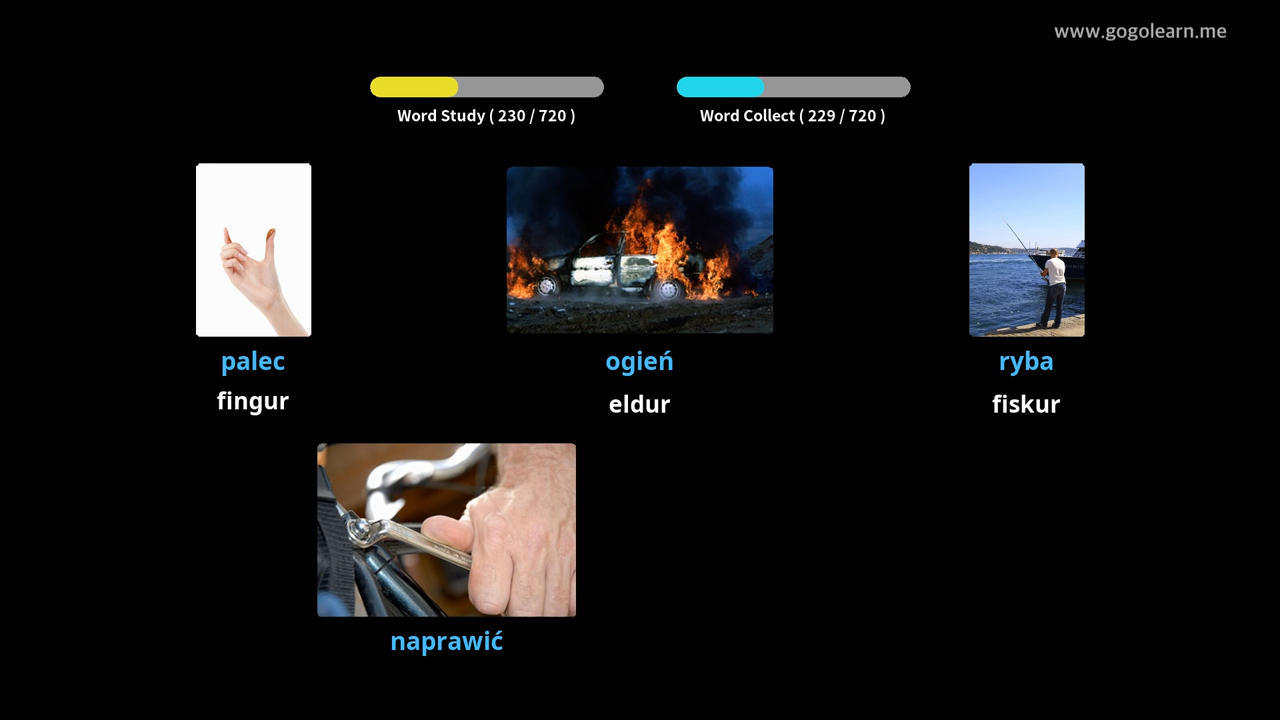 www.gogolearn.me
Word Study ( 230 / 720 )
Word Collect ( 229 / 720 )
palec
fingur
ogień
eldur
ryba
fiskur
naprawić